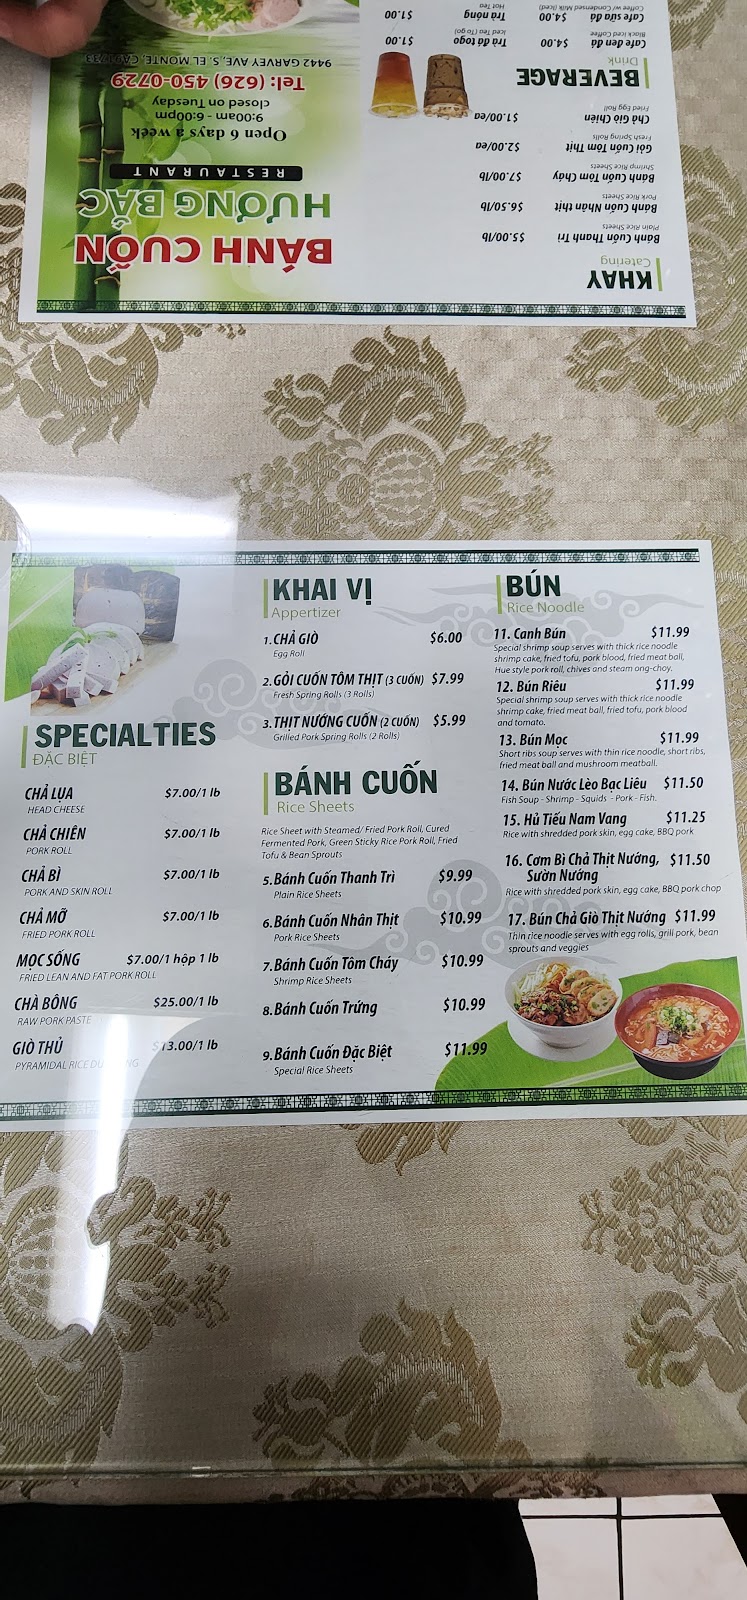 BÁNH CUỐN
HƯƠNG BẮC
RESTAURANT
Open 6 days a week
9:00am - 6:00pm
closed on Tuesday
Tel: (626) 450-0729
9442 GARVEY AVE, S. EL MONTE, CA 91733
KHAY
Catering
Bánh Cuốn Thanh Trì $5.00/lb
Plain Rice Sheets
Bánh Cuốn Nhân thịt $6.50/lb
Pork Rice Sheets
Bánh Cuốn Tôm Cháy $7.00/lb
Shrimp Rice Sheets
Gỏi Cuốn Tôm Thịt $2.00/ea
Fresh Spring Rolls
Chả Giò Chiên $1.00/ea
Fried Egg Roll
BEVERAGE
Drink
Cafe đen đá $4.00
Black Iced Coffee
Cafe sữa đá $4.00
Coffee w/ Condensed Milk (Iced)
Trà đá togo $1.00
Iced Tea (To go)
Trà nóng $1.00
Hot Tea
SPECIALTIES
ĐẶC BIỆT
CHẢ LỤA $7.00/1 lb
HEAD CHEESE
CHẢ CHIÊN $7.00/1 lb
PORK ROLL
CHẢ BÌ $7.00/1 lb
PORK AND SKIN ROLL
CHẢ MỠ $7.00/1 lb
FRIED PORK ROLL
MỌC SỐNG $7.00/1 hộp 1 lb
FRIED LEAN AND FAT PORK ROLL
CHÀ BÔNG $25.00/1 lb
RAW PORK PASTE
GIÒ THỦ $13.00/1 lb
PYRAMIDAL RICE
KHAI VỊ
Appertizer
1. CHẢ GIÒ $6.00
Egg Roll
2. GỎI CUỐN TÔM THỊT (3 CUỐN) $7.99
Fresh Spring Rolls (3 Rolls)
3. THỊT NƯỚNG CUỐN (2 CUỐN) $5.99
Grilled Pork Spring Rolls (2 Rolls)
BÁNH CUỐN
Rice Sheets
Rice Sheet with Steamed/ Fried Pork Roll, Cured
Fermented Pork, Green Sticky Rice Pork Roll, Fried
Tofu & Bean Sprouts
5. Bánh Cuốn Thanh Trì $9.99
Plain Rice Sheets
6. Bánh Cuốn Nhân Thịt $10.99
Pork Rice Sheets
7. Bánh Cuốn Tôm Cháy $10.99
Shrimp Rice Sheets
8. Bánh Cuốn Trứng $10.99
9. Bánh Cuốn Đặc Biệt $11.99
Special Rice Sheets
BÚN
Rice Noodle
11. Canh Bún $11.99
Special shrimp soup serves with thick rice noodle
shrimp cake, fried tofu, pork blood, fried meat ball,
Hue style pork roll, chives and steam ong-choy.
12. Bún Riêu $11.99
Special shrimp soup serves with thick rice noodle
shrimp cake, fried meat ball, fried tofu, pork blood
and tomato.
13. Bún Mọc $11.99
Short ribs soup serves with thin rice noodle, short ribs,
fried meat ball and mushroom meatball.
14. Bún Nước Lèo Bạc Liêu $11.50
Fish Soup - Shrimp - Squids - Pork - Fish.
15. Hủ Tiếu Nam Vang $11.25
Rice with shredded pork skin, egg cake, BBQ pork
16. Cơm Bì Chả Thịt Nướng, $11.50
Sườn Nướng
Rice with shredded pork skin, egg cake, BBQ pork chop
17. Bún Chả Giò Thịt Nướng $11.99
Thin rice noodle serves with egg rolls, grill pork, bean
sprouts and veggies